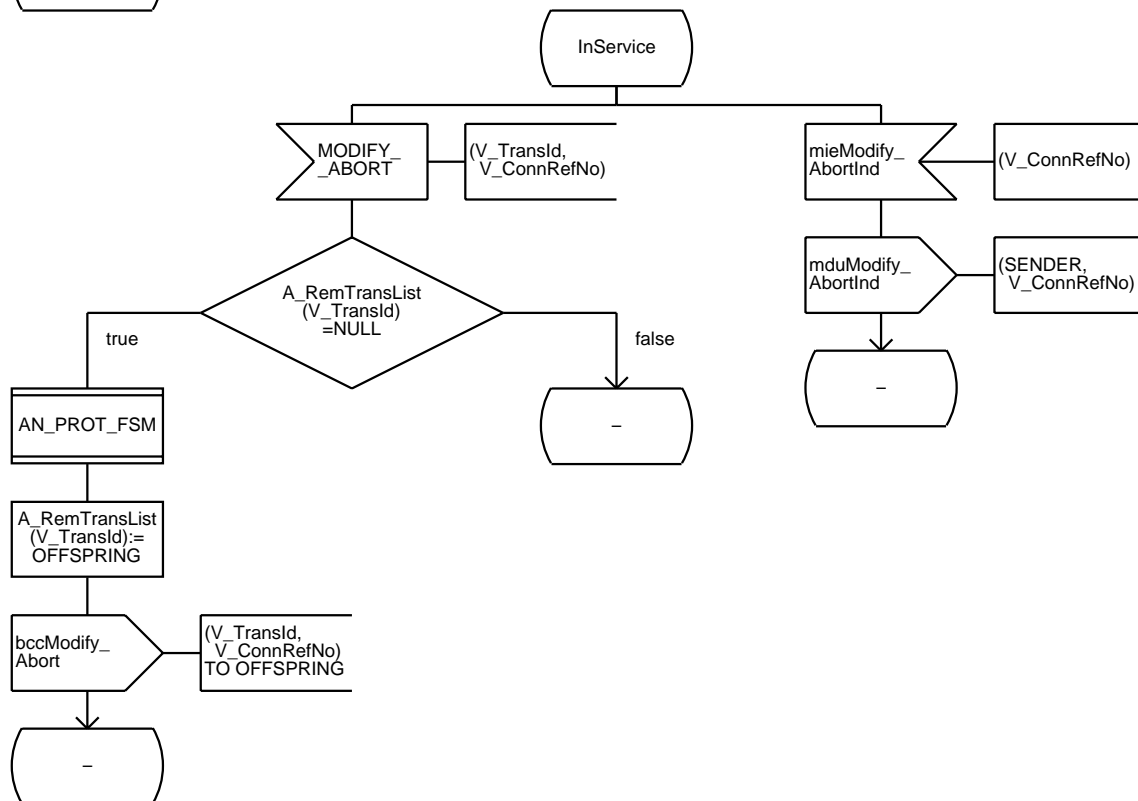 InService
MODIFY_
_ABORT
(V_TransId,
V_ConnRefNo)
mieModify_
AbortInd
(V_ConnRefNo)
mduModify_
AbortInd
(SENDER,
V_ConnRefNo)
A_RemTransList
(V_TransId)
=NULL
true
false
–
–
AN_PROT_FSM
A_RemTransList
(V_TransId):=
OFFSPRING
bccModify_
Abort
(V_TransId,
V_ConnRefNo)
TO OFFSPRING
–